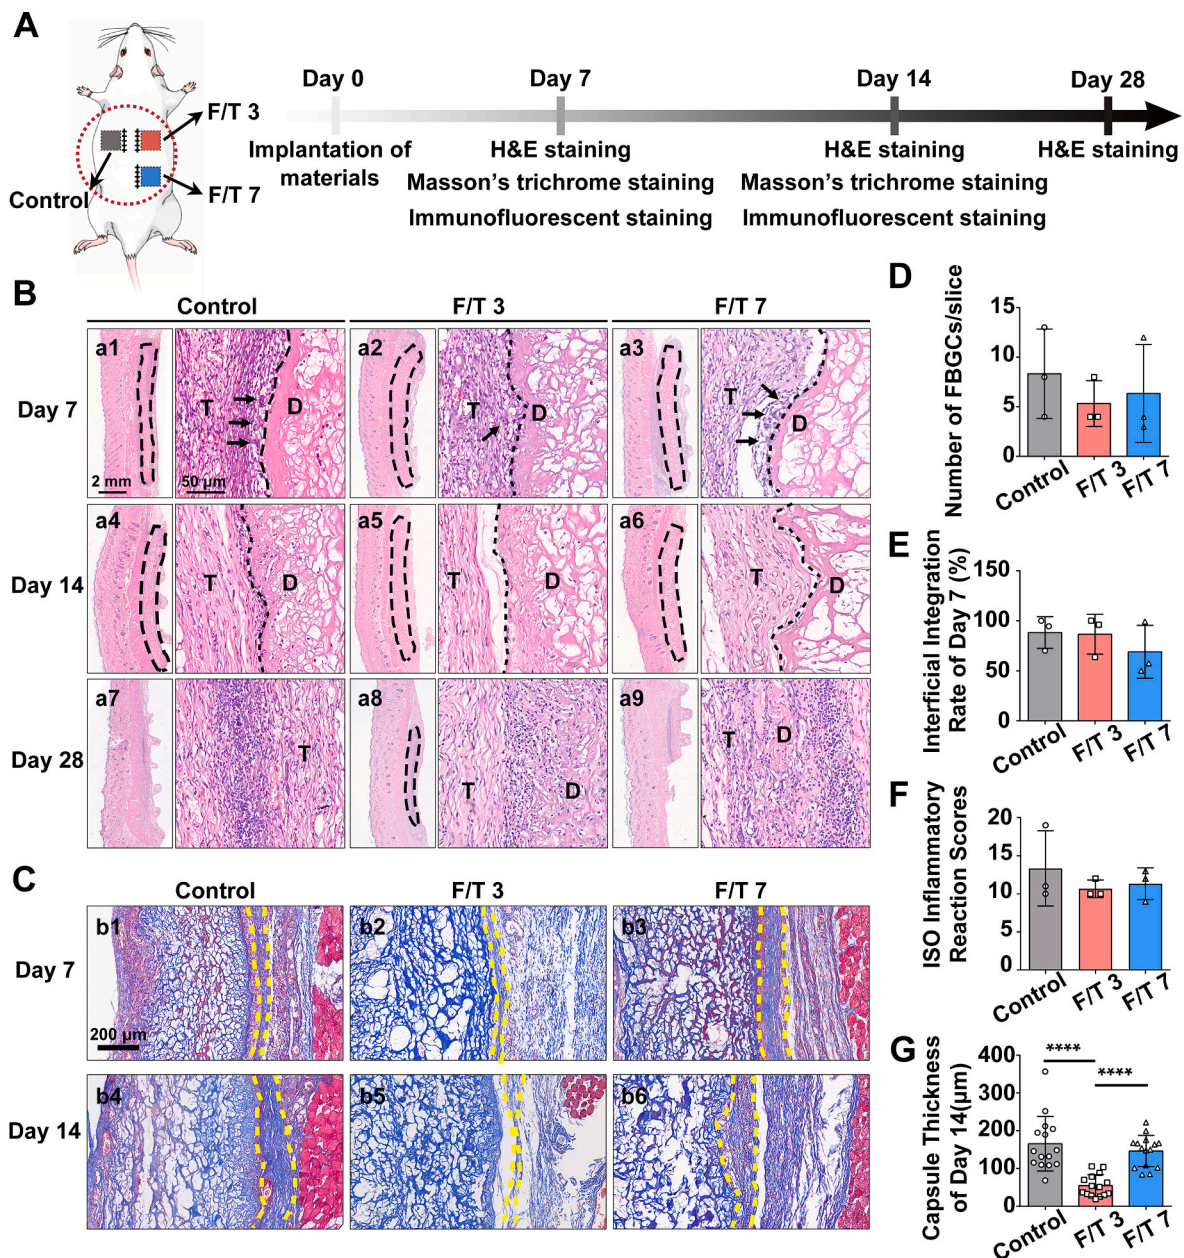 A
F/T 3
Control
F/T 7
Day 0
Day 7
Day 14
Day 28
Implantation of
materials
H&E staining
Masson's trichrome staining
Immunofluorescent staining
H&E staining
Masson's trichrome staining
Immunofluorescent staining
H&E staining
B
Control
F/T 3
F/T 7
Day 7
a1
2 mm
T
D
50 μm
a2
T
D
a3
T
D
Day 14
a4
T
D
a5
T
D
a6
T
D
Day 28
a7
T
a8
T
D
a9
T
D
C
Control
F/T 3
F/T 7
Day 7
b1
200 μm
b2
b3
Day 14
b4
b5
b6
D
Number of FBGCs/slice
15
10
5
0
Control
F/T 3
F/T 7
E
Interficial Integration
Rate of Day 7 (%)
150
100
50
0
Control
F/T 3
F/T 7
F
ISO Inflammatory
Reaction Scores
20
15
10
5
0
Control
F/T 3
F/T 7
G
Capsule Thickness
of Day 14(μm)
400
300
200
100
0
****
****
Control
F/T 3
F/T 7